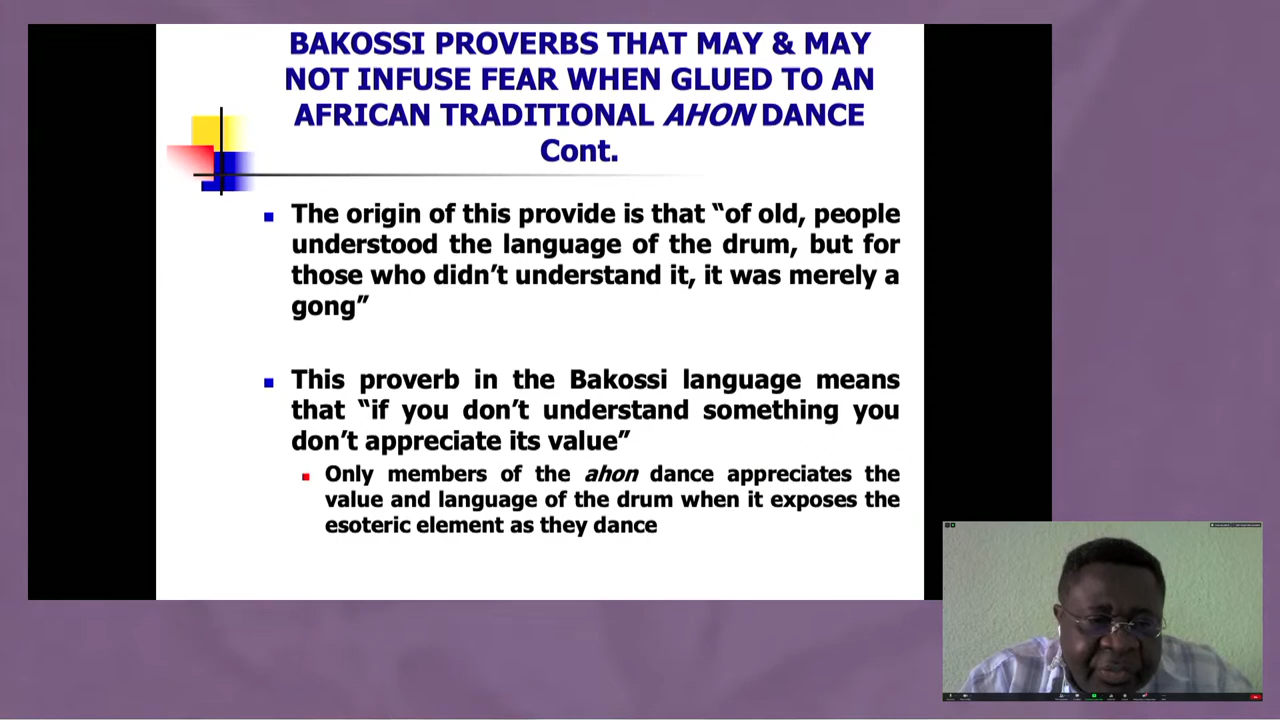 BAKOSSI PROVERBS THAT MAY & MAY
NOT INFUSE FEAR WHEN GLUED TO AN
AFRICAN TRADITIONAL AHON DANCE
Cont.
The origin of this provide is that “of old, people
understood the language of the drum, but for
those who didn’t understand it, it was merely a
gong”
This proverb in the Bakossi language means
that “if you don’t understand something you
don’t appreciate its value”
Only members of the ahon dance appreciates the
value and language of the drum when it exposes the
esoteric element as they dance